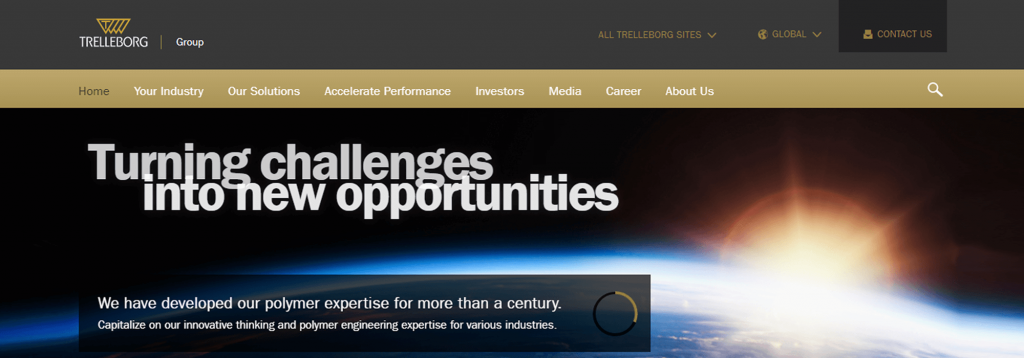 TRELLEBORG
Group
ALL TRELLEBORG SITES
GLOBAL
CONTACT US
Home
Your Industry
Our Solutions
Accelerate Performance
Investors
Media
Career
About Us
Turning challenges
into new opportunities
We have developed our polymer expertise for more than a century.
Capitalize on our innovative thinking and polymer engineering expertise for various industries.